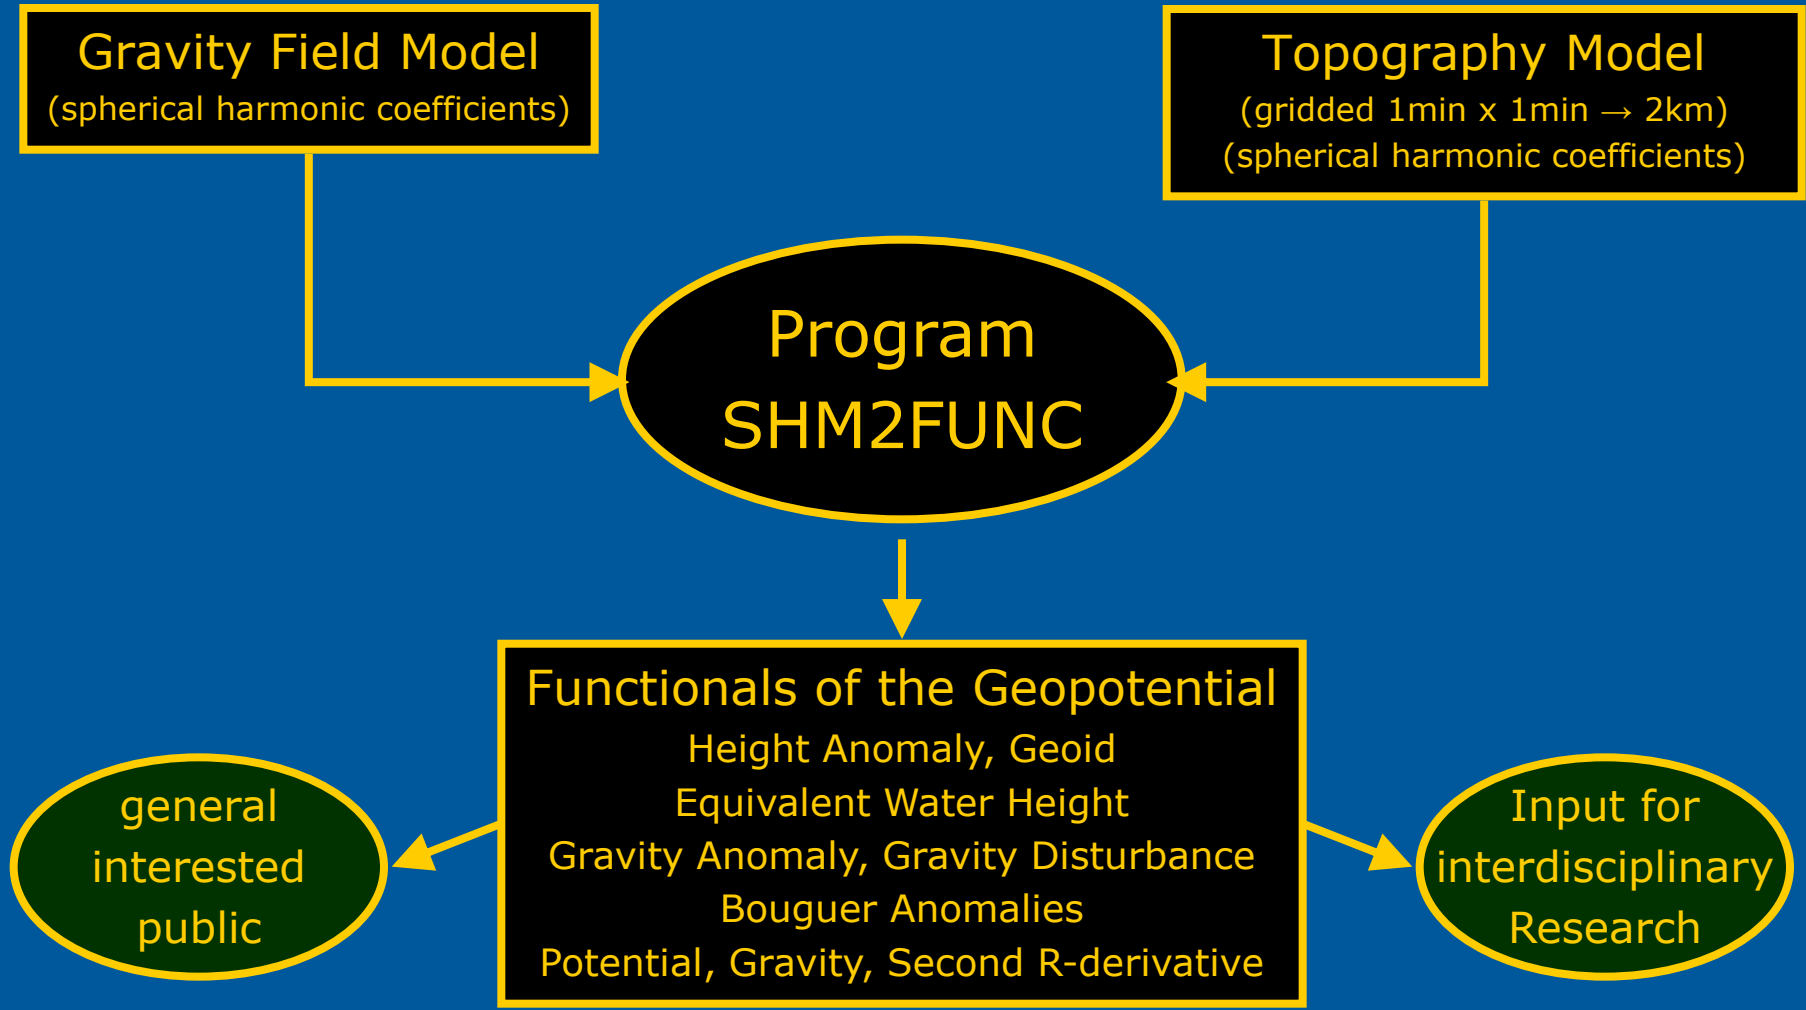 Gravity Field Model
(spherical harmonic coefficients)
Topography Model
(gridded 1min x 1min → 2km)
(spherical harmonic coefficients)
Program
SHM2FUNC
Functionals of the Geopotential
Height Anomaly, Geoid
Equivalent Water Height
Gravity Anomaly, Gravity Disturbance
Bouguer Anomalies
Potential, Gravity, Second R-derivative
general
interested
public
Input for
interdisciplinary
Research